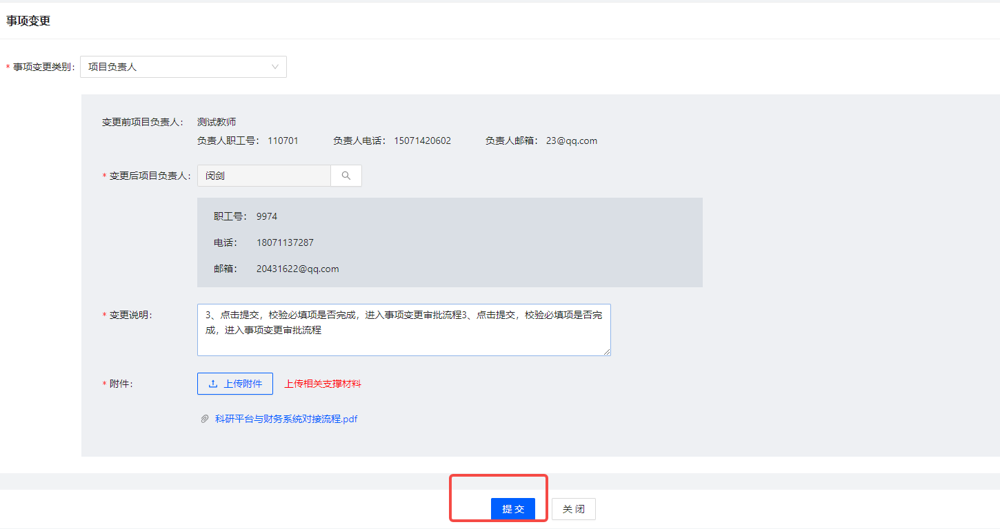 事项变更
* 事项变更类别: 项目负责人
变更前项目负责人: 测试教师
负责人职工号: 110701 负责人电话: 15071420602 负责人邮箱: 23@qq.com
* 变更后项目负责人: 闵剑
职工号: 9974
电话: 18071137287
邮箱: 20431622@qq.com
* 变更说明: 3、点击提交，校验必填项是否完成，进入事项变更审批流程3、点击提交，校验必填项是否完
成，进入事项变更审批流程
* 附件: 上传附件 上传相关支撑材料
科研平台与财务系统对接流程.pdf
提 交 关 闭